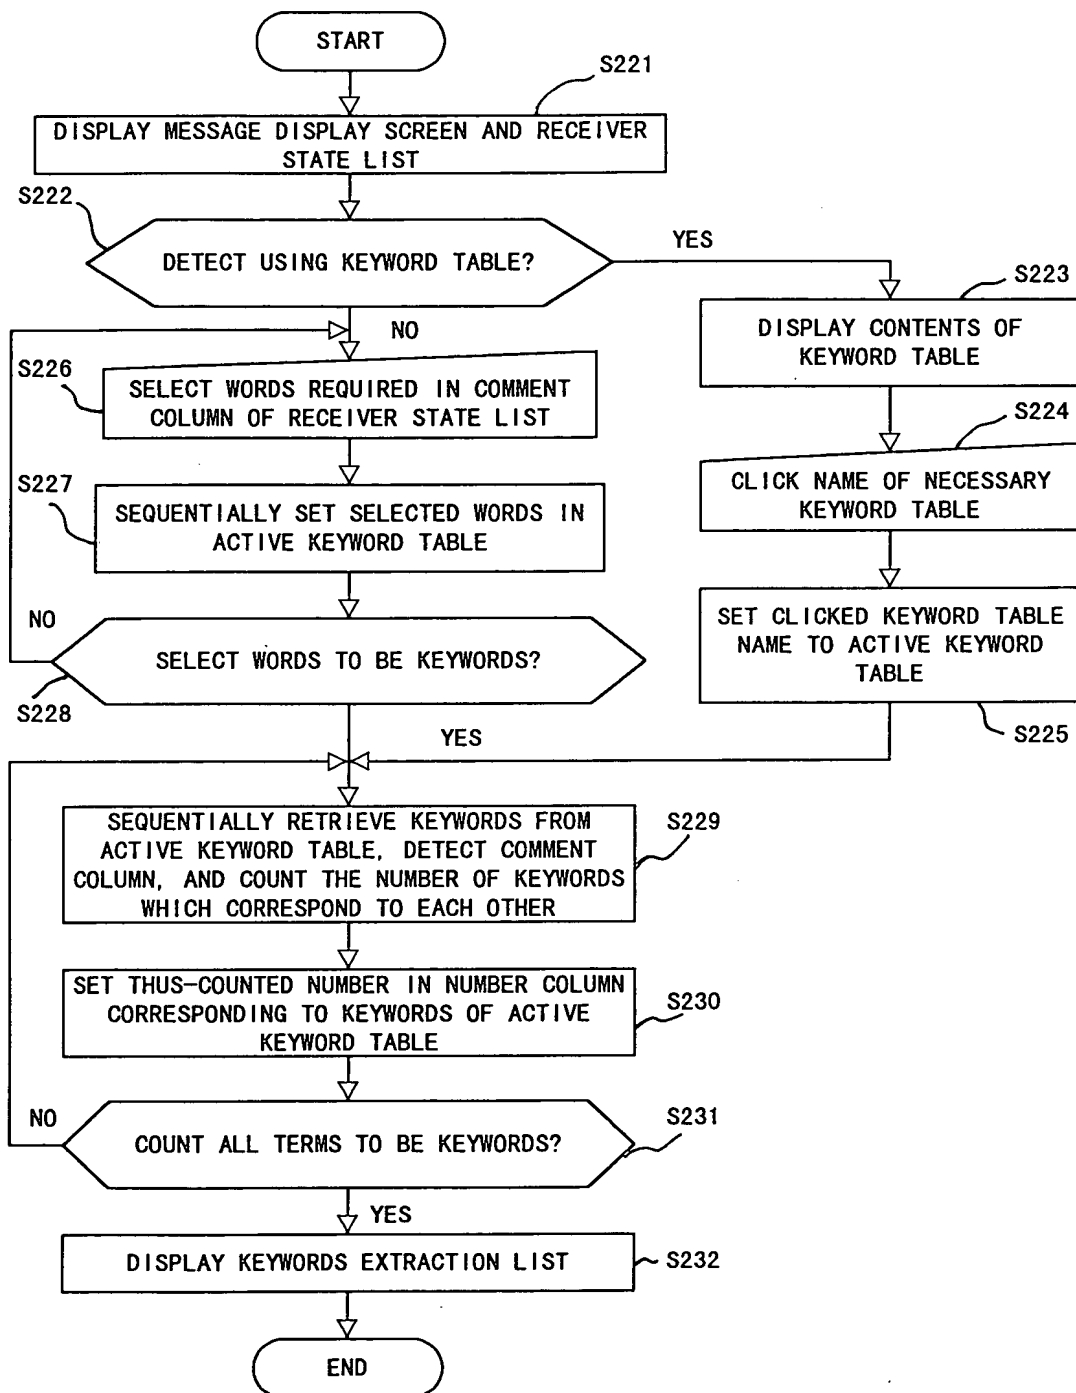 START
S221
DISPLAY MESSAGE DISPLAY SCREEN AND RECEIVER
STATE LIST
S222
DETECT USING KEYWORD TABLE?
YES
NO
S223
DISPLAY CONTENTS OF
KEYWORD TABLE
S224
CLICK NAME OF NECESSARY
KEYWORD TABLE
SET CLICKED KEYWORD TABLE
NAME TO ACTIVE KEYWORD
TABLE
S225
S226
SELECT WORDS REQUIRED IN COMMENT
COLUMN OF RECEIVER STATE LIST
S227
SEQUENTIALLY SET SELECTED WORDS IN
ACTIVE KEYWORD TABLE
NO
SELECT WORDS TO BE KEYWORDS?
S228
YES
SEQUENTIALLY RETRIEVE KEYWORDS FROM
ACTIVE KEYWORD TABLE, DETECT COMMENT
COLUMN, AND COUNT THE NUMBER OF KEYWORDS
WHICH CORRESPOND TO EACH OTHER
S229
SET THUS-COUNTED NUMBER IN NUMBER COLUMN
CORRESPONDING TO KEYWORDS OF ACTIVE
KEYWORD TABLE
S230
NO
COUNT ALL TERMS TO BE KEYWORDS?
S231
YES
DISPLAY KEYWORDS EXTRACTION LIST
S232
END